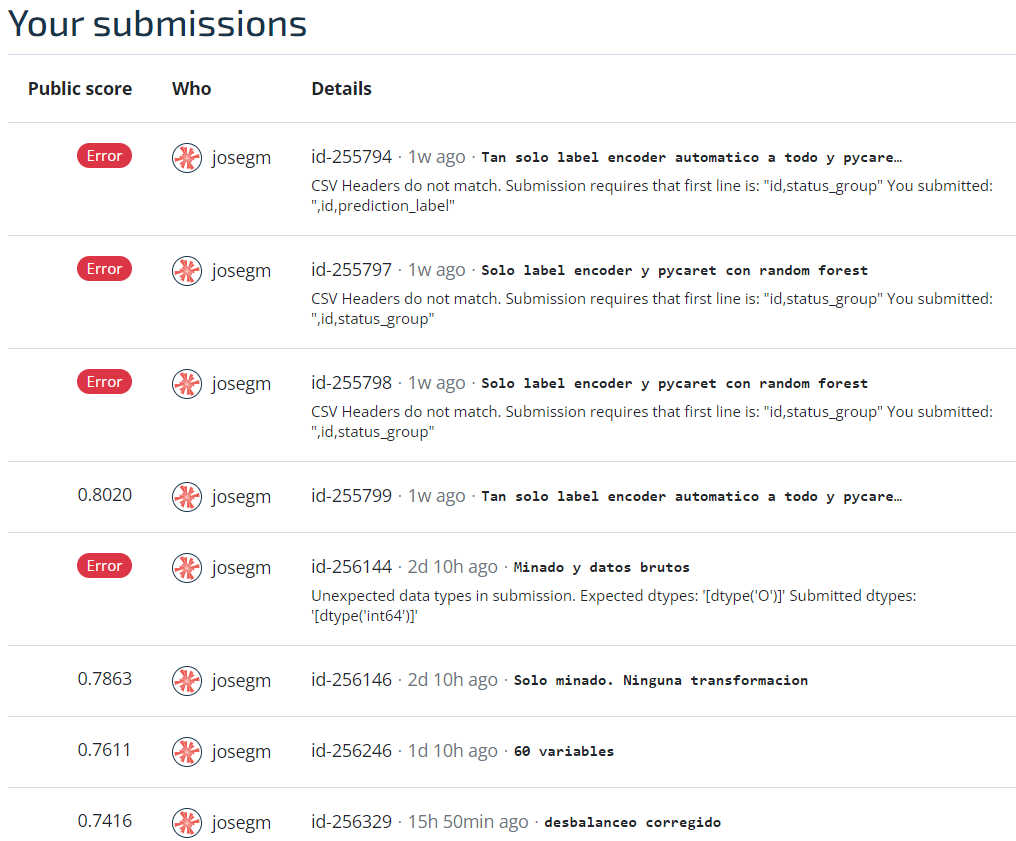 Your submissions
Public score Who Details
Error josegm id-255794 · 1w ago · Tan solo label encoder automatico a todo y pycare…
CSV Headers do not match. Submission requires that first line is: "id,status_group" You submitted:
",id,prediction_label"
Error josegm id-255797 · 1w ago · Solo label encoder y pycaret con random forest
CSV Headers do not match. Submission requires that first line is: "id,status_group" You submitted:
",id,status_group"
Error josegm id-255798 · 1w ago · Solo label encoder y pycaret con random forest
CSV Headers do not match. Submission requires that first line is: "id,status_group" You submitted:
",id,status_group"
0.8020 josegm id-255799 · 1w ago · Tan solo label encoder automatico a todo y pycare…
Error josegm id-256144 · 2d 10h ago · Minado y datos brutos
Unexpected data types in submission. Expected dtypes: '[dtype('O')]' Submitted dtypes:
'[dtype('int64')]'
0.7863 josegm id-256146 · 2d 10h ago · Solo minado. Ninguna transformacion
0.7611 josegm id-256246 · 1d 10h ago · 60 variables
0.7416 josegm id-256329 · 15h 50min ago · desbalanceo corregido